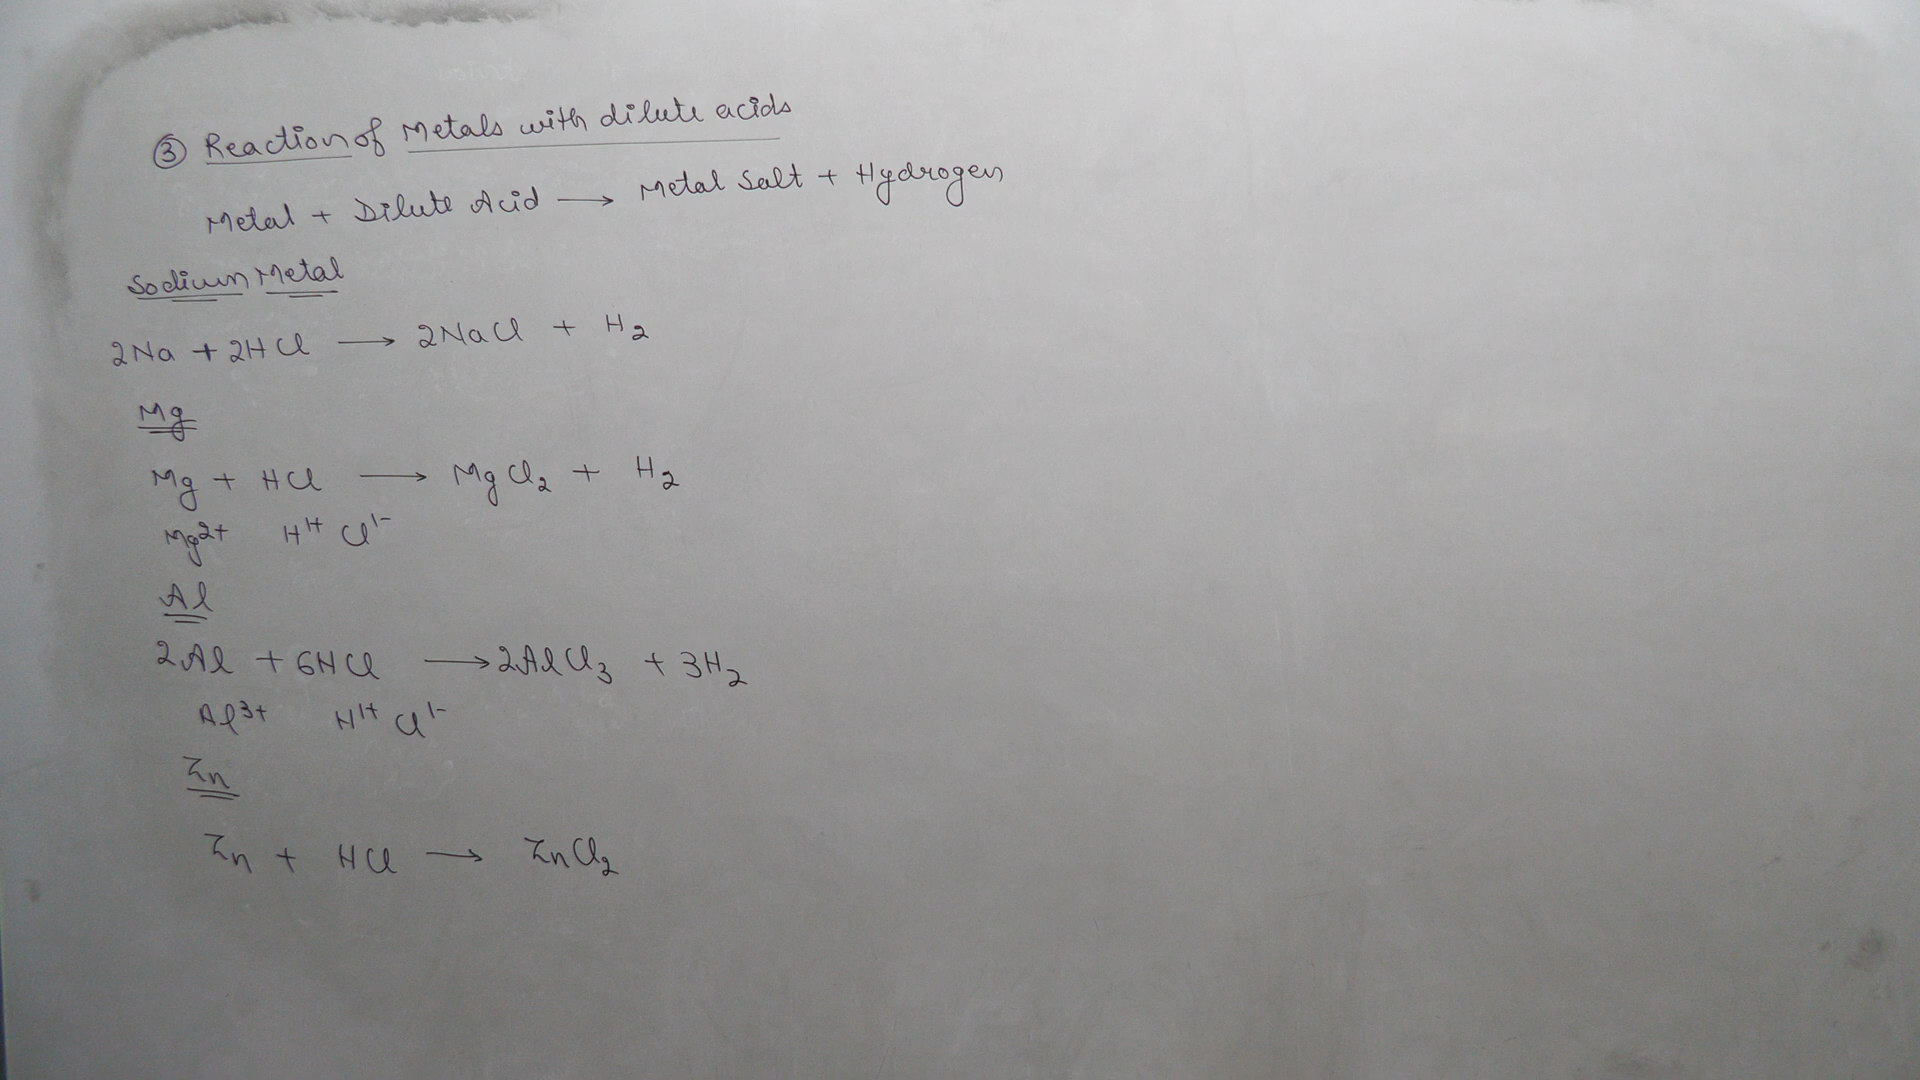 ③ Reaction of Metals with dilute acids
Metal + Dilute Acid → Metal Salt + Hydrogen
Sodium Metal
2Na + 2HCl → 2NaCl + H2
Mg
Mg + HCl → MgCl2 + H2
Mg2+ H1+ Cl1-
Al
2Al + 6HCl → 2AlCl3 + 3H2
Al3+ H1+ Cl1-
Zn
Zn + HCl → ZnCl2